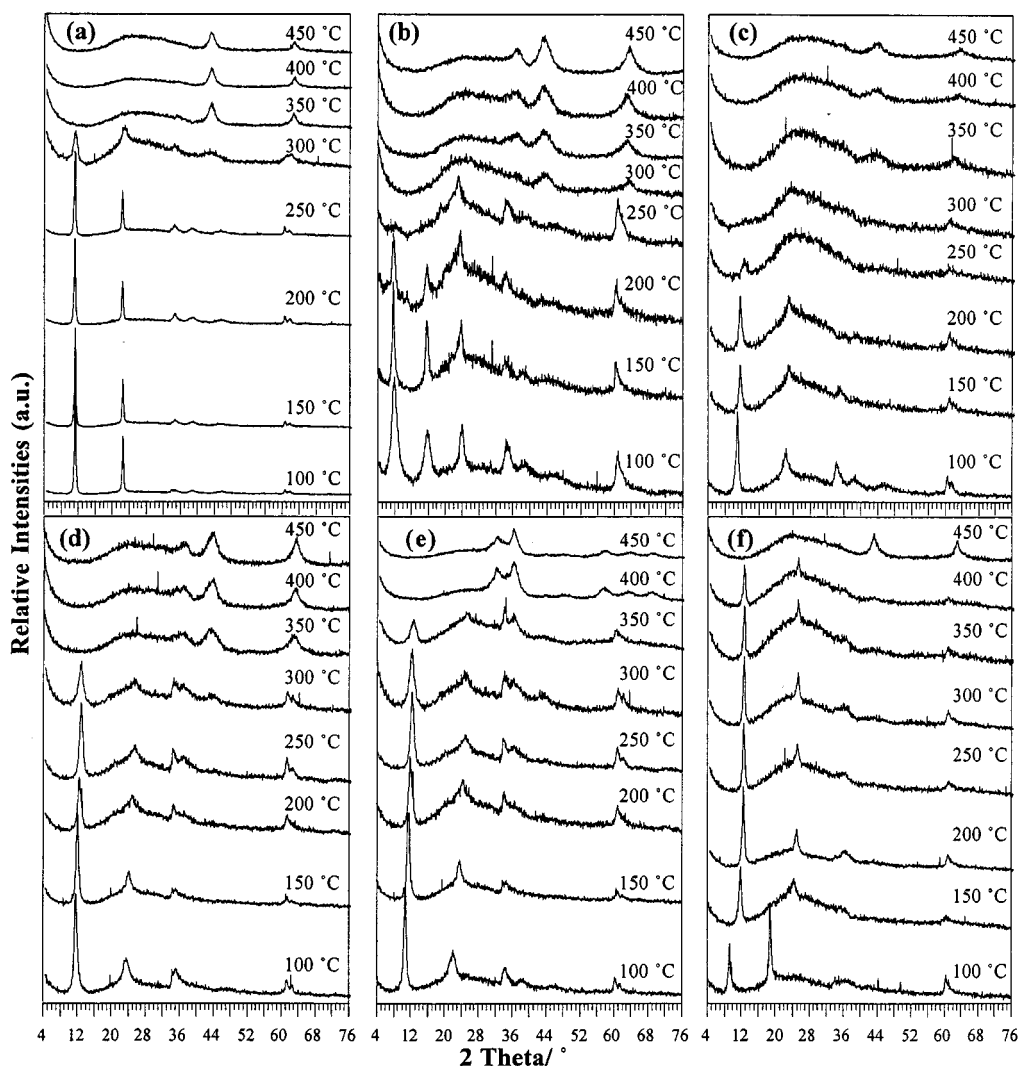 Relative Intensities (a.u.)
(a)
450 ˚C
400 ˚C
350 ˚C
300 ˚C
250 ˚C
200 ˚C
150 ˚C
100 ˚C
4 12 20 28 36 44 52 60 68 76
(b)
450 ˚C
400 ˚C
350 ˚C
300 ˚C
250 ˚C
200 ˚C
150 ˚C
100 ˚C
4 12 20 28 36 44 52 60 68 76
(c)
450 ˚C
400 ˚C
350 ˚C
300 ˚C
250 ˚C
200 ˚C
150 ˚C
100 ˚C
4 12 20 28 36 44 52 60 68 76
(d)
450 ˚C
400 ˚C
350 ˚C
300 ˚C
250 ˚C
200 ˚C
150 ˚C
100 ˚C
4 12 20 28 36 44 52 60 68 76
(e)
450 ˚C
400 ˚C
350 ˚C
300 ˚C
250 ˚C
200 ˚C
150 ˚C
100 ˚C
4 12 20 28 36 44 52 60 68 76
(f)
450 ˚C
400 ˚C
350 ˚C
300 ˚C
250 ˚C
200 ˚C
150 ˚C
100 ˚C
4 12 20 28 36 44 52 60 68 76
2 Theta/ ˚